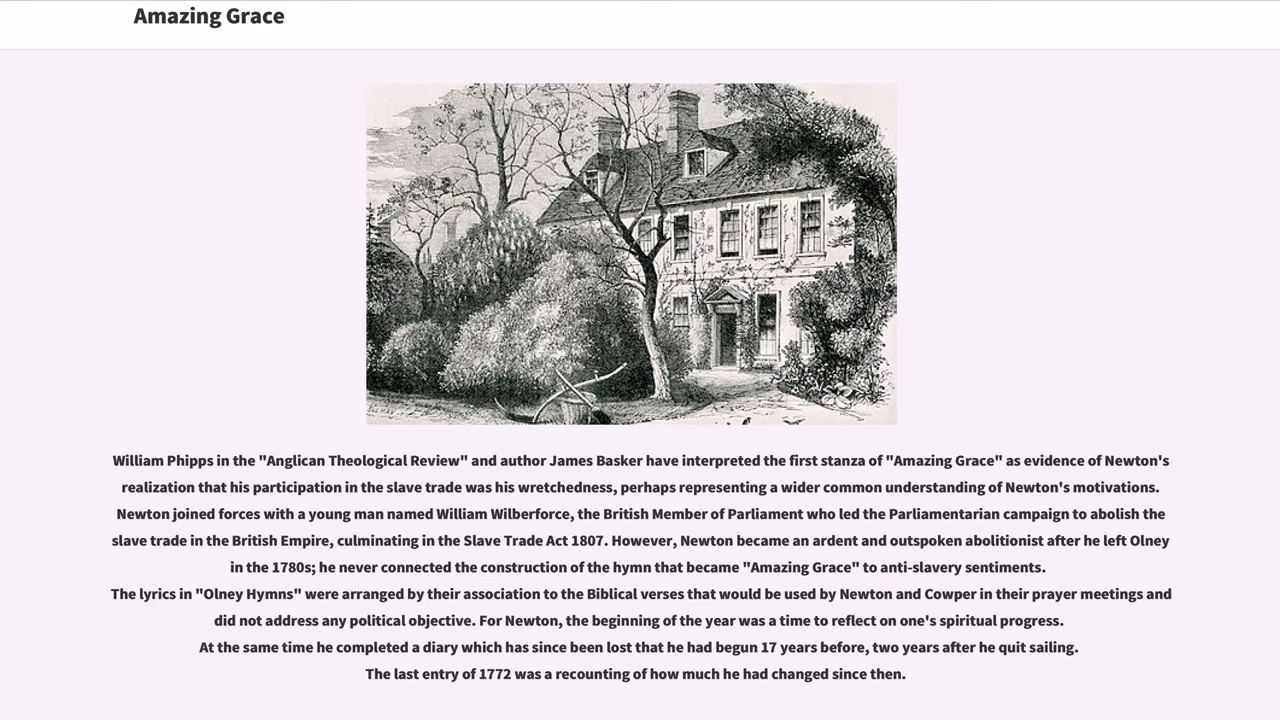 Amazing Grace
William Phipps in the "Anglican Theological Review" and author James Basker have interpreted the first stanza of "Amazing Grace" as evidence of Newton's
realization that his participation in the slave trade was his wretchedness, perhaps representing a wider common understanding of Newton's motivations.
Newton joined forces with a young man named William Wilberforce, the British Member of Parliament who led the Parliamentarian campaign to abolish the
slave trade in the British Empire, culminating in the Slave Trade Act 1807. However, Newton became an ardent and outspoken abolitionist after he left Olney
in the 1780s; he never connected the construction of the hymn that became "Amazing Grace" to anti-slavery sentiments.
The lyrics in "Olney Hymns" were arranged by their association to the Biblical verses that would be used by Newton and Cowper in their prayer meetings and
did not address any political objective. For Newton, the beginning of the year was a time to reflect on one's spiritual progress.
At the same time he completed a diary which has since been lost that he had begun 17 years before, two years after he quit sailing.
The last entry of 1772 was a recounting of how much he had changed since then.